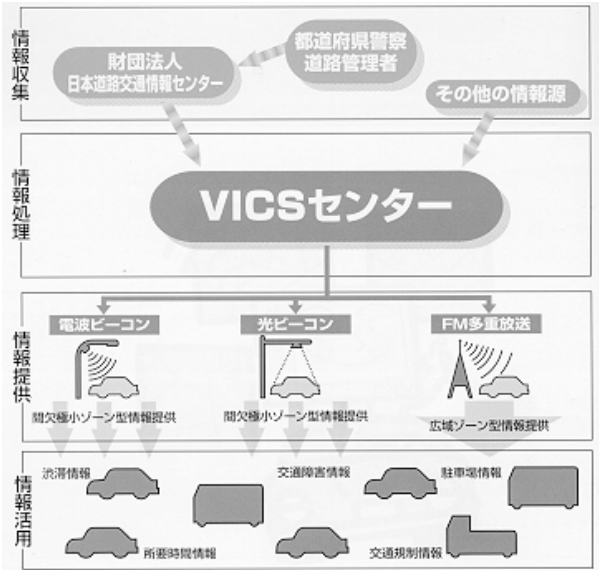 情報収集
財団法人
日本道路交通情報センター
都道府県警察
道路管理者
その他の情報源
情報処理
VICSセンター
情報提供
電波ビーコン
光ビーコン
FM多重放送
間欠極小ゾーン型情報提供
間欠極小ゾーン型情報提供
広域ゾーン型情報提供
情報活用
渋滞情報
交通障害情報
駐車場情報
所要時間情報
交通規制情報